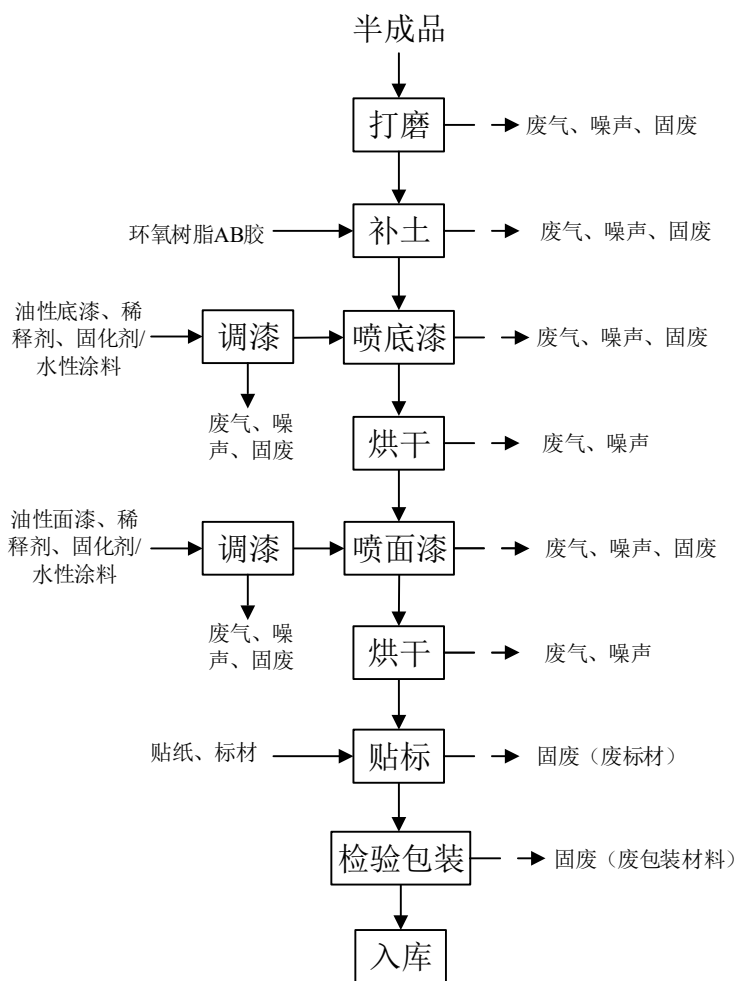 半成品
打磨
废气、噪声、固废
环氧树脂AB胶
补土
废气、噪声、固废
油性底漆、稀
释剂、固化剂/
水性涂料
调漆
喷底漆
废气、噪声、固废
废气、噪
声、固废
烘干
废气、噪声
油性面漆、稀
释剂、固化剂/
水性涂料
调漆
喷面漆
废气、噪声、固废
废气、噪
声、固废
烘干
废气、噪声
贴纸、标材
贴标
固废（废标材）
检验包装
固废（废包装材料）
入库